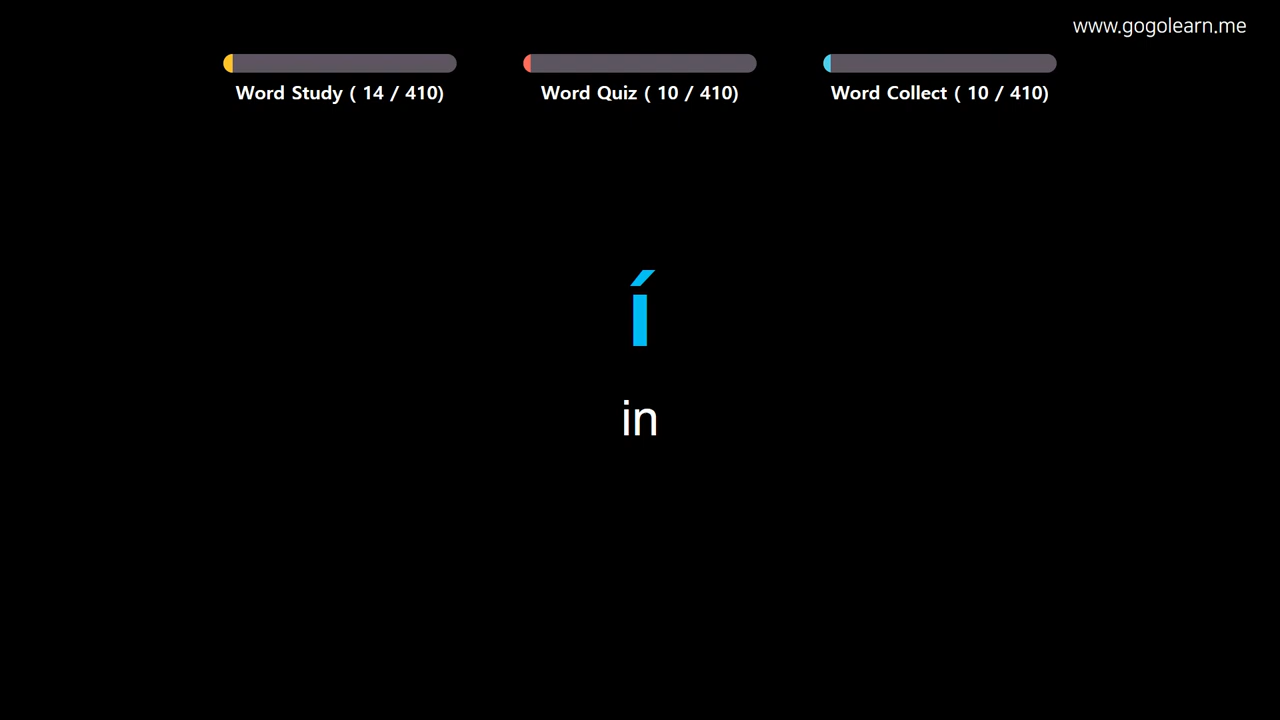 www.gogolearn.me
Word Study ( 14 / 410)
Word Quiz ( 10 / 410)
Word Collect ( 10 / 410)
í
in